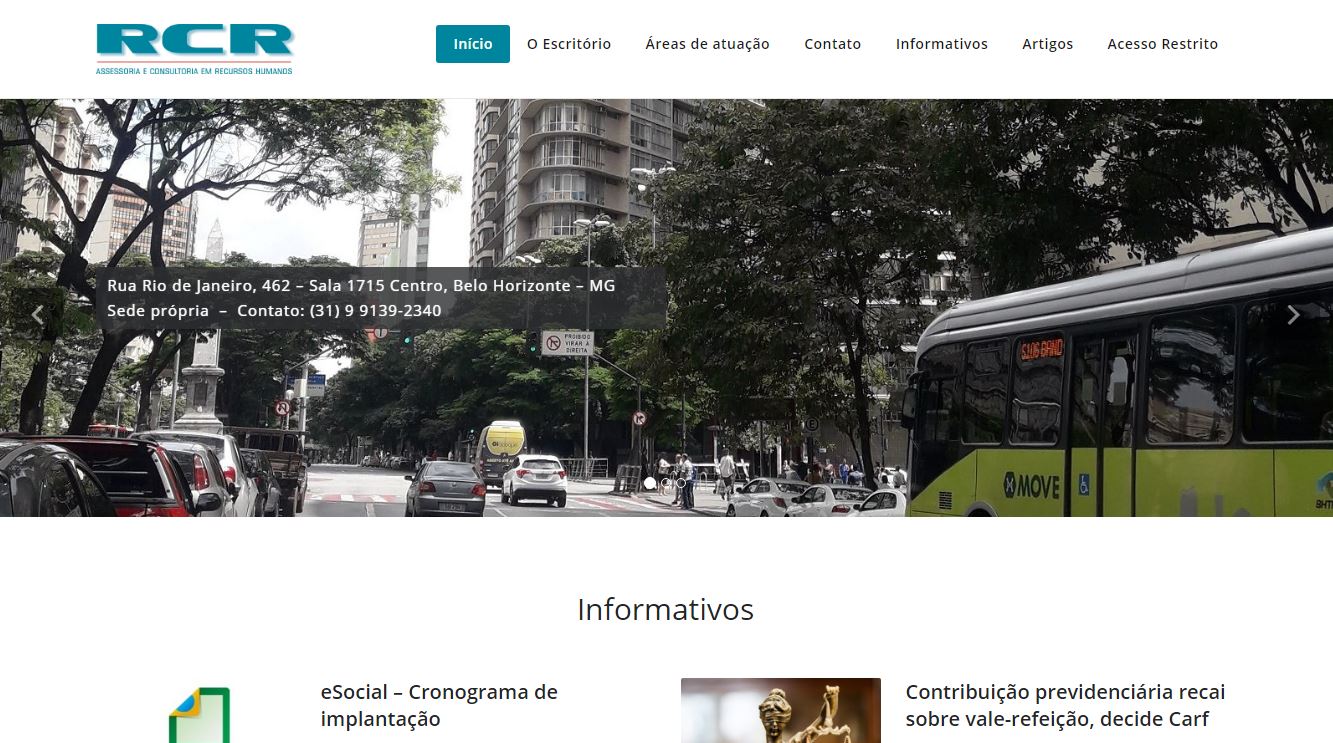 RCR
ASSESSORIA E CONSULTORIA EM RECURSOS HUMANOS
Início
O Escritório
Áreas de atuação
Contato
Informativos
Artigos
Acesso Restrito
Rua Rio de Janeiro, 462 – Sala 1715 Centro, Belo Horizonte – MG
Sede própria – Contato: (31) 9 9139-2340
PROIBIDO
VIRAR À
DIREITA
MOVE
Informativos
eSocial – Cronograma de
implantação
Contribuição previdenciária recai
sobre vale-refeição, decide Carf